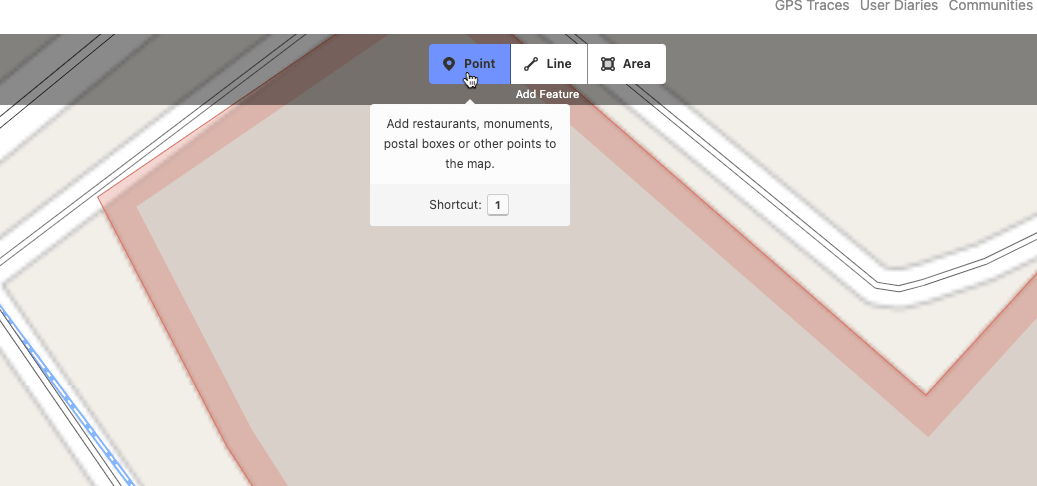 GPS Traces User Diaries Communities
Point Line Area
Add Feature
Add restaurants, monuments,
postal boxes or other points to
the map.
Shortcut: 1